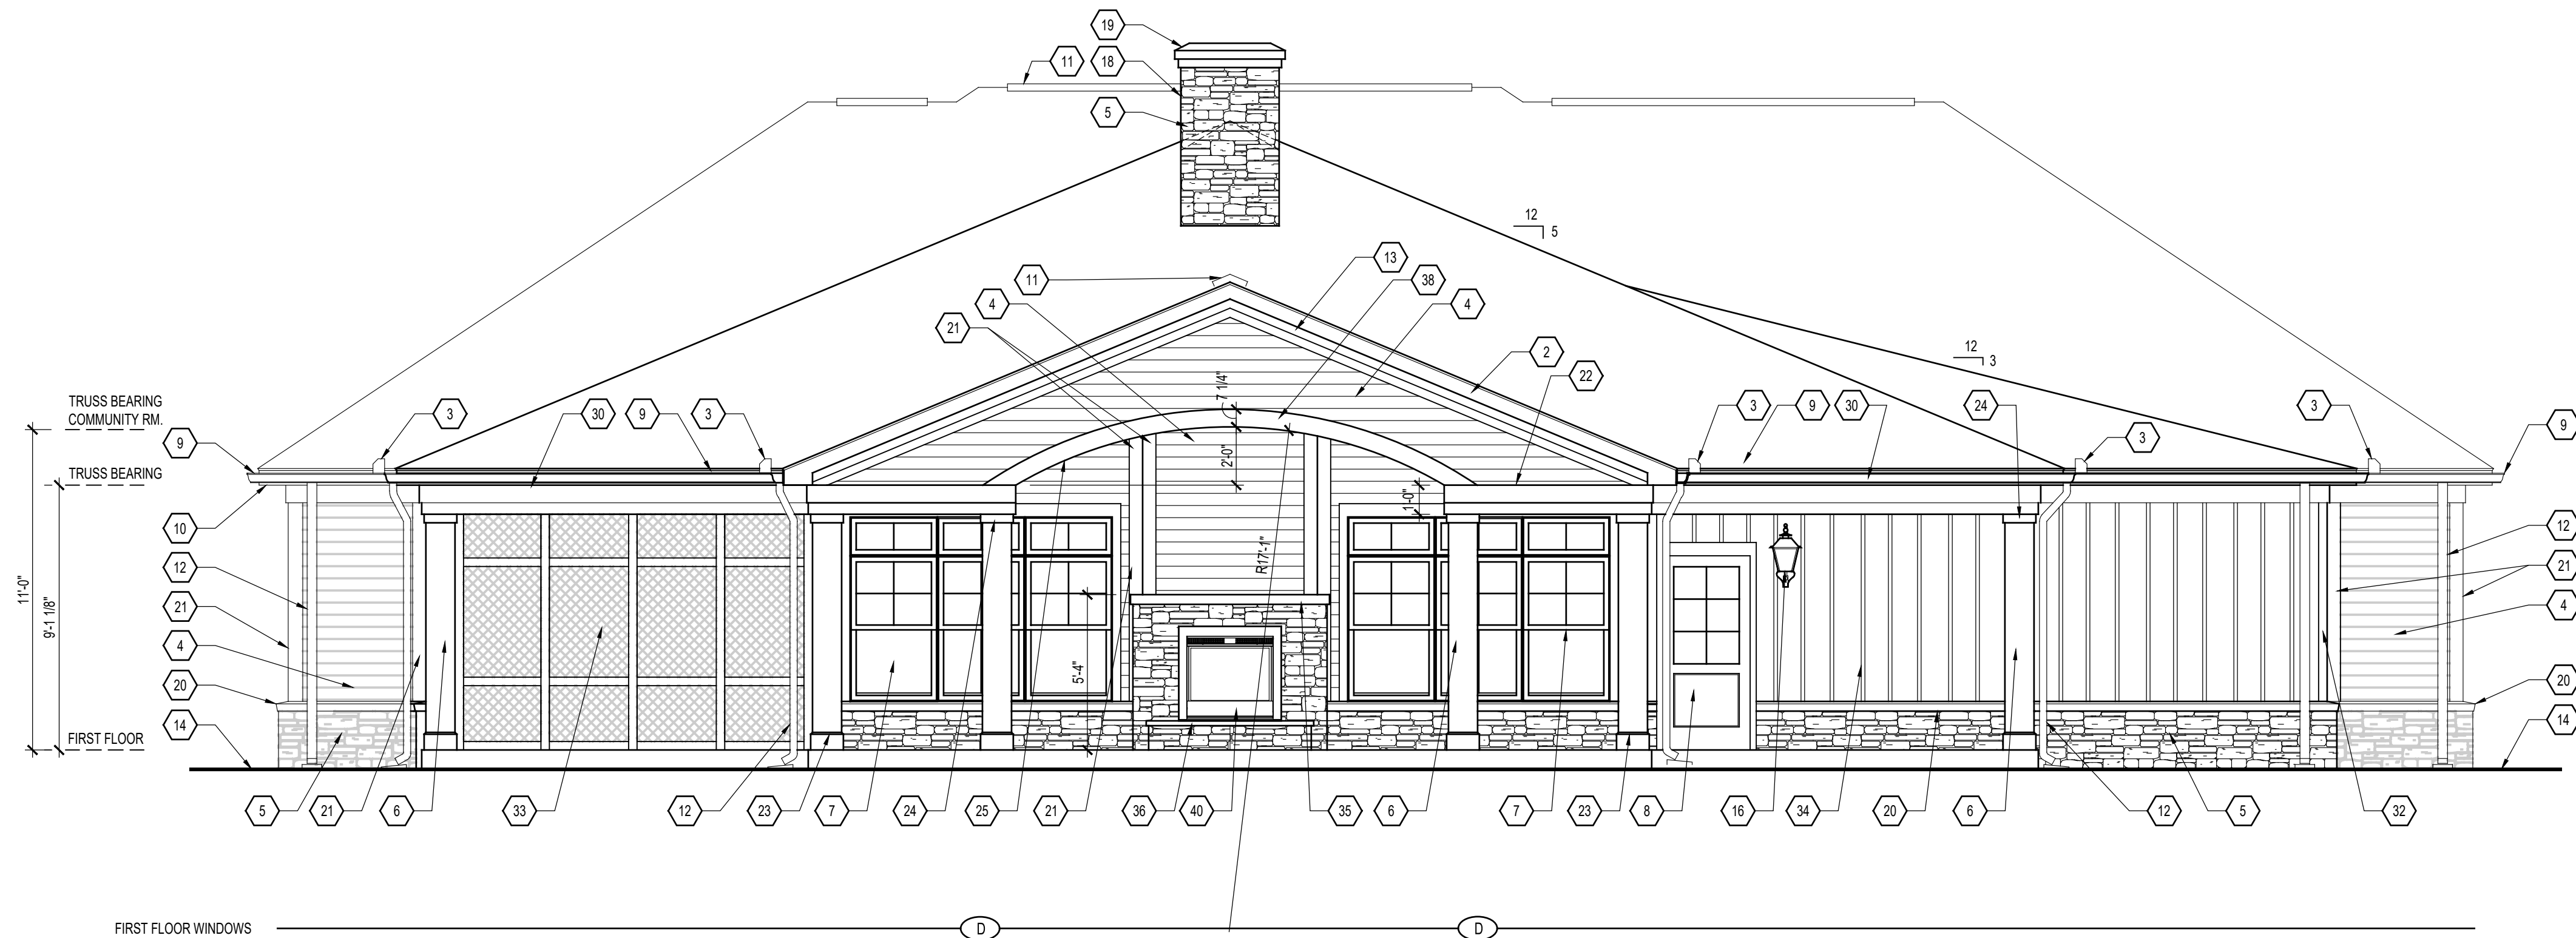 19
11 18
5
12
5
13
11 38
4 4
21
12
3
2
7 1/4"
22
TRUSS BEARING
COMMUNITY RM.
3 30 9 3 3 9 30 24 3
9 3 9
2'-0"
TRUSS BEARING
1'-0"
10 12
R17'-1"
12 21
11'-0"
9'-1 1/8"
21 4
4
5'-4"
20 20
14 14
FIRST FLOOR
5 21 6 33 12 23 7 24 25 21 36 40 35 6 7 23 8 16 34 20 6 12 5 32
FIRST FLOOR WINDOWS D D